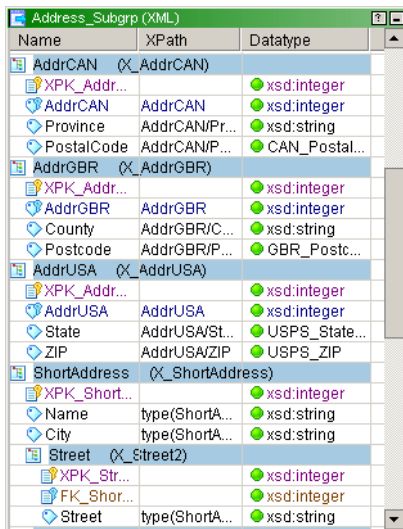 Address_Subgrp (XML)
Name XPath Datatype
AddrCAN (X_AddrCAN)
XPK_Addr... xsd:integer
AddrCAN AddrCAN xsd:integer
Province AddrCAN/Pr... xsd:string
PostalCode AddrCAN/P... CAN_Postal...
AddrGBR (X_AddrGBR)
XPK_Addr... xsd:integer
AddrGBR AddrGBR xsd:integer
County AddrGBR/C... xsd:string
Postcode AddrGBR/P... GBR_Postc...
AddrUSA (X_AddrUSA)
XPK_Addr... xsd:integer
AddrUSA AddrUSA xsd:integer
State AddrUSA/St... USPS_State...
ZIP AddrUSA/ZIP USPS_ZIP
ShortAddress (X_ShortAddress)
XPK_Short... xsd:integer
Name type(ShortA... xsd:string
City type(ShortA... xsd:string
Street (X_Street2)
XPK_Str... xsd:integer
FK_Shor... xsd:integer
Street type(ShortA... xsd:string